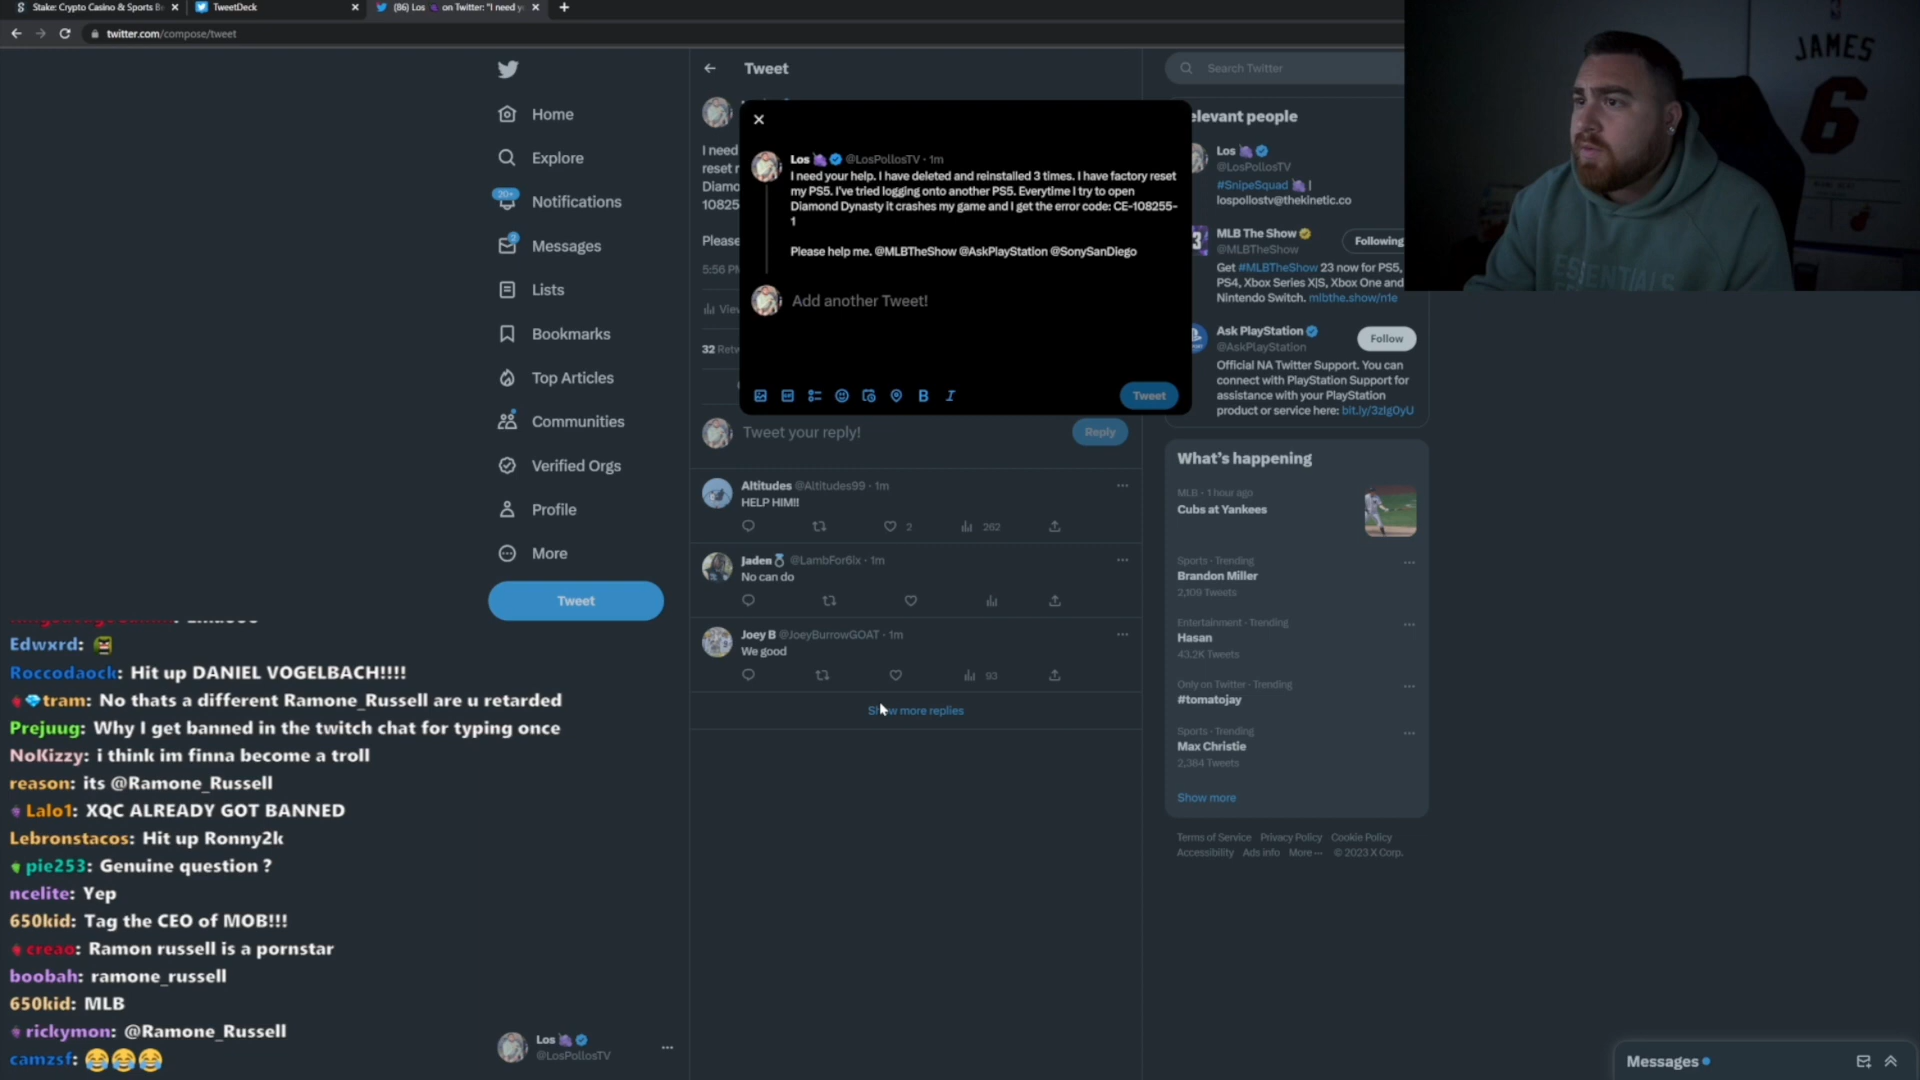 Stake: Crypto Casino & Sports B
TweetDeck
(86) Los on Twitter: "I need y
twitter.com/compose/tweet
Home
Explore
20+
Notifications
2
Messages
Lists
Bookmarks
Top Articles
Communities
Verified Orgs
Profile
More
Tweet
Los
@LosPollosTV
Tweet
I need
reset
Diamo
10825
Please
5:56 PM
View
32 Retw
Los @LosPollosTV · 1m
I need your help. I have deleted and reinstalled 3 times. I have factory reset
my PS5. I've tried logging onto another PS5. Everytime I try to open
Diamond Dynasty it crashes my game and I get the error code: CE-108255-
1
Please help me. @MLBTheShow @AskPlayStation @SonySanDiego
Add another Tweet!
Tweet
Tweet your reply!
Reply
Altitudes @Altitudes99 · 1m
HELP HIM!!
2
262
Jaden @LambFor6ix · 1m
No can do
Joey B @JoeyBurrowGOAT · 1m
We good
93
Show more replies
Search Twitter
elevant people
Los
@LosPollosTV
#SnipeSquad |
lospollostv@thekinetic.co
MLB The Show
@MLBTheShow
Following
Get #MLBTheShow 23 now for PS5,
PS4, Xbox Series X|S, Xbox One and
Nintendo Switch. mlbthe.show/n1e
Ask PlayStation
@AskPlayStation
Follow
Official NA Twitter Support. You can
connect with PlayStation Support for
assistance with your PlayStation
product or service here: bit.ly/3zIg0yU
What's happening
MLB · 1 hour ago
Cubs at Yankees
Sports · Trending
Brandon Miller
2,109 Tweets
Entertainment · Trending
Hasan
43.2K Tweets
Only on Twitter · Trending
#tomatojay
Sports · Trending
Max Christie
2,384 Tweets
Show more
Terms of Service Privacy Policy Cookie Policy
Accessibility Ads info More ··· © 2023 X Corp.
Messages
JAMES
6
ESSENTIALS
Edwxrd:
Roccodaock: Hit up DANIEL VOGELBACH!!!!
tram: No thats a different Ramone_Russell are u retarded
Prejuug: Why I get banned in the twitch chat for typing once
NoKizzy: i think im finna become a troll
reason: its @Ramone_Russell
Lalo1: XQC ALREADY GOT BANNED
Lebronstacos: Hit up Ronny2k
pie253: Genuine question ?
ncelite: Yep
650kid: Tag the CEO of MOB!!!
creao: Ramon russell is a pornstar
boobah: ramone_russell
650kid: MLB
rickymon: @Ramone_Russell
camzsf: 😂😂😂